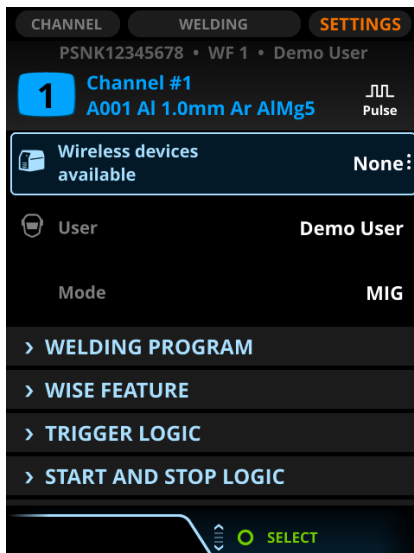 CHANNEL WELDING SETTINGS
PSNK12345678 • WF 1 • Demo User
1
Channel #1
A001 Al 1.0mm Ar AlMg5
Pulse
Wireless devices
available
None
User Demo User
Mode MIG
› WELDING PROGRAM
› WISE FEATURE
› TRIGGER LOGIC
› START AND STOP LOGIC
SELECT